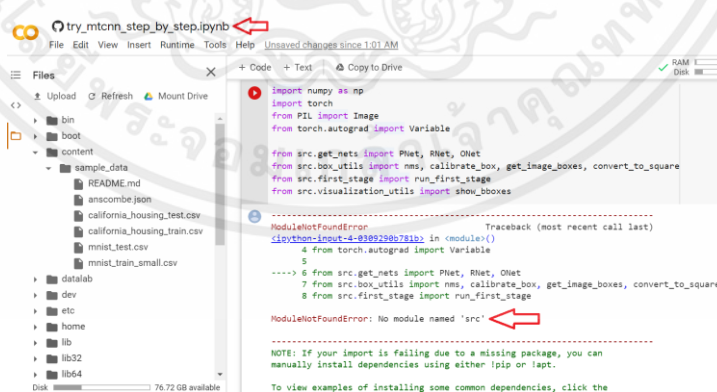 try_mtcnn_step_by_step.ipynb
File Edit View Insert Runtime Tools Help Unsaved changes since 1:01 AM
Files
+ Code + Text Copy to Drive
RAM
Disk
Upload Refresh Mount Drive
bin
boot
content
sample_data
README.md
anscombe.json
california_housing_test.csv
california_housing_train.csv
mnist_test.csv
mnist_train_small.csv
datalab
dev
etc
home
lib
lib32
lib64
Disk 76.72 GB available
import numpy as np
import torch
from PIL import Image
from torch.autograd import Variable
from src.get_nets import PNet, RNet, ONet
from src.box_utils import nms, calibrate_box, get_image_boxes, convert_to_square
from src.first_stage import run_first_stage
from src.visualization_utils import show_bboxes
---------------------------------------------------------------------------
ModuleNotFoundError Traceback (most recent call last)
<ipython-input-4-0309290b781b> in <module>()
4 from torch.autograd import Variable
5
----> 6 from src.get_nets import PNet, RNet, ONet
7 from src.box_utils import nms, calibrate_box, get_image_boxes, convert_to_square
8 from src.first_stage import run_first_stage
ModuleNotFoundError: No module named 'src'
---------------------------------------------------------------------------
NOTE: If your import is failing due to a missing package, you can
manually install dependencies using either !pip or !apt.
To view examples of installing some common dependencies, click the